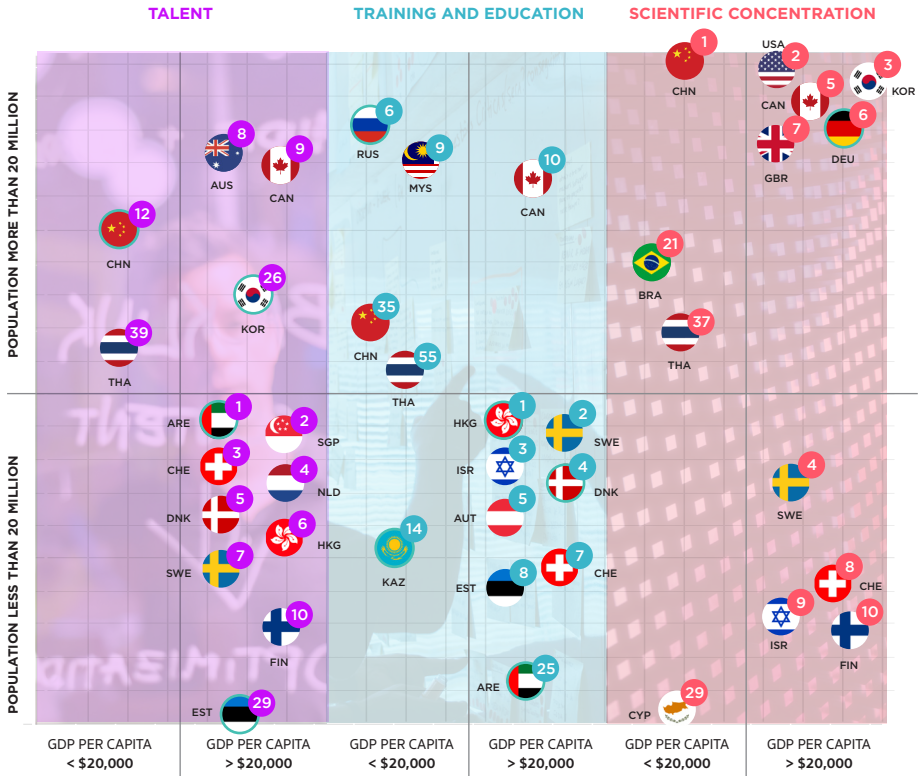 TALENT
TRAINING AND EDUCATION
SCIENTIFIC CONCENTRATION
POPULATION MORE THAN 20 MILLION
8
AUS
9
CAN
12
CHN
26
KOR
39
THA
6
RUS
9
MYS
10
CAN
35
CHN
55
THA
1
CHN
USA
2
3
KOR
CAN
5
6
DEU
7
GBR
21
BRA
37
THA
POPULATION LESS THAN 20 MILLION
ARE
1
2
SGP
CHE
3
4
NLD
DNK
5
6
HKG
SWE
7
10
FIN
EST
29
HKG
1
2
SWE
ISR
3
4
DNK
AUT
5
14
KAZ
EST
8
7
CHE
ARE
25
4
SWE
8
CHE
9
ISR
10
FIN
CYP
29
GDP PER CAPITA
< $20,000
GDP PER CAPITA
> $20,000
GDP PER CAPITA
< $20,000
GDP PER CAPITA
> $20,000
GDP PER CAPITA
< $20,000
GDP PER CAPITA
> $20,000